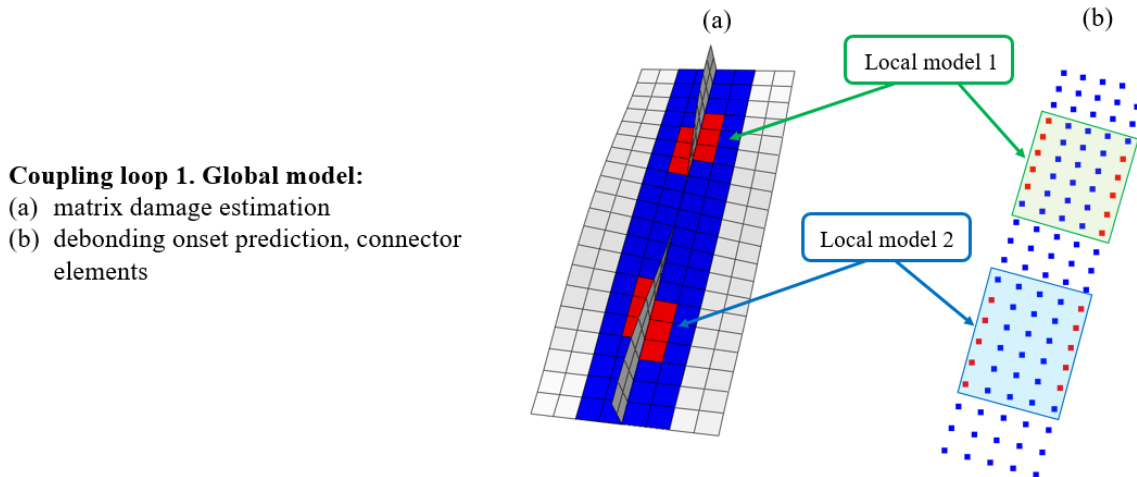 (a)
(b)
Local model 1
Coupling loop 1. Global model:
(a) matrix damage estimation
(b) debonding onset prediction, connector
elements
Local model 2